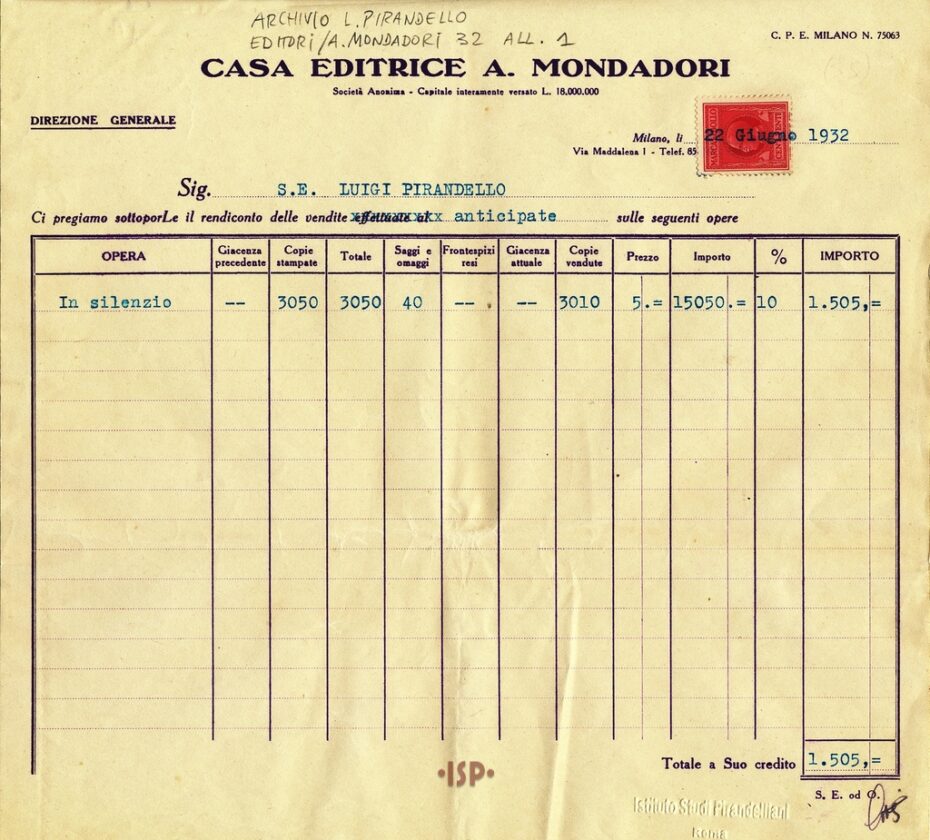 ARCHIVIO L. PIRANDELLO
EDITORI/A. MONDADORI 32 ALL. 1
C. P. E. MILANO N. 75063
CASA EDITRICE A. MONDADORI
Società Anonima - Capitale interamente versato L. 18.000.000
DIREZIONE GENERALE
Milano, li 22 Giugno 1932
Via Maddalena 1 - Telef. 85
Sig. S.E. LUIGI PIRANDELLO
Ci pregiamo sottoporLe il rendiconto delle vendite effettuate al anticipate sulle seguenti opere
OPERA Giacenza precedente Copie stampate Totale Saggi e omaggi Frontespizi resi Giacenza attuale Copie vendute Prezzo Importo % IMPORTO
In silenzio -- 3050 3050 40 -- -- 3010 5.= 15050.= 10 1.505,=
Totale a Suo credito 1.505,=
·ISP·
S. E. od O.
Istituto Studi Pirandelliani
Roma